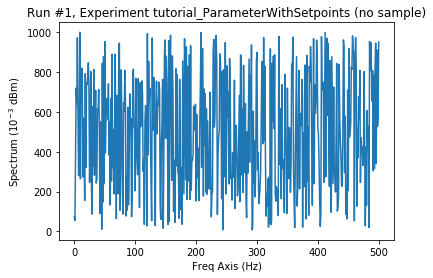 Run #1, Experiment tutorial_ParameterWithSetpoints (no sample)
1000
800
600
400
200
0
Spectrum (10⁻³ dBm)
0 100 200 300 400 500
Freq Axis (Hz)